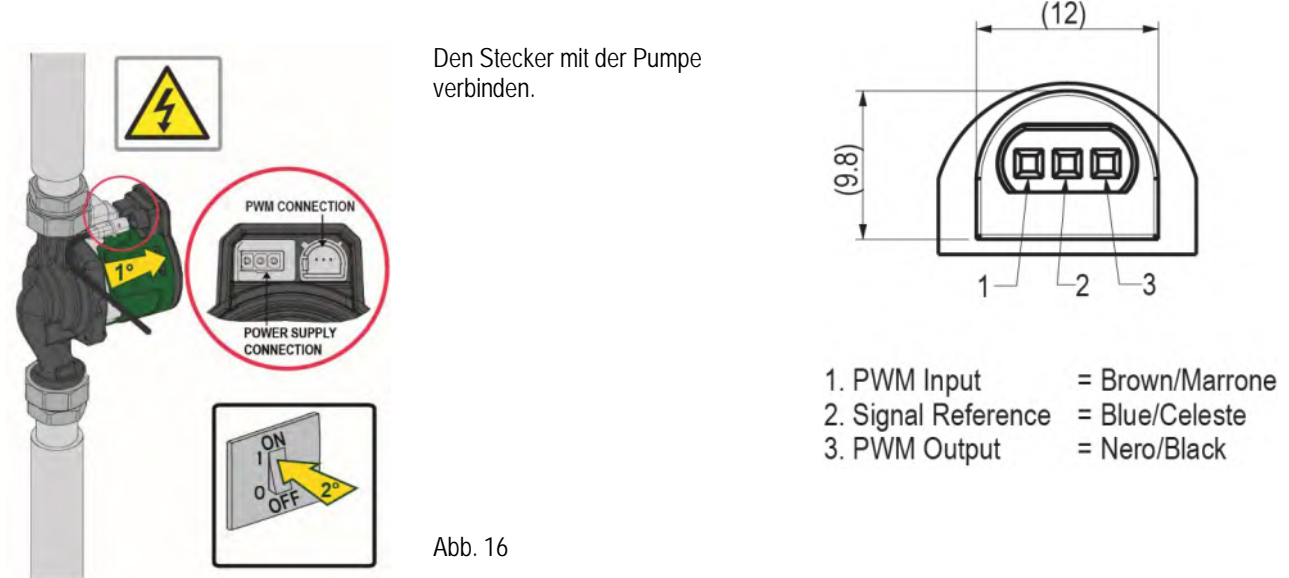 Den Stecker mit der Pumpe
verbinden.
PWM CONNECTION
1°
POWER SUPPLY
CONNECTION
ON
1
0
OFF
2°
Abb. 16
(12)
(9.8)
1
2
3
1. PWM Input = Brown/Marrone
2. Signal Reference = Blue/Celeste
3. PWM Output = Nero/Black